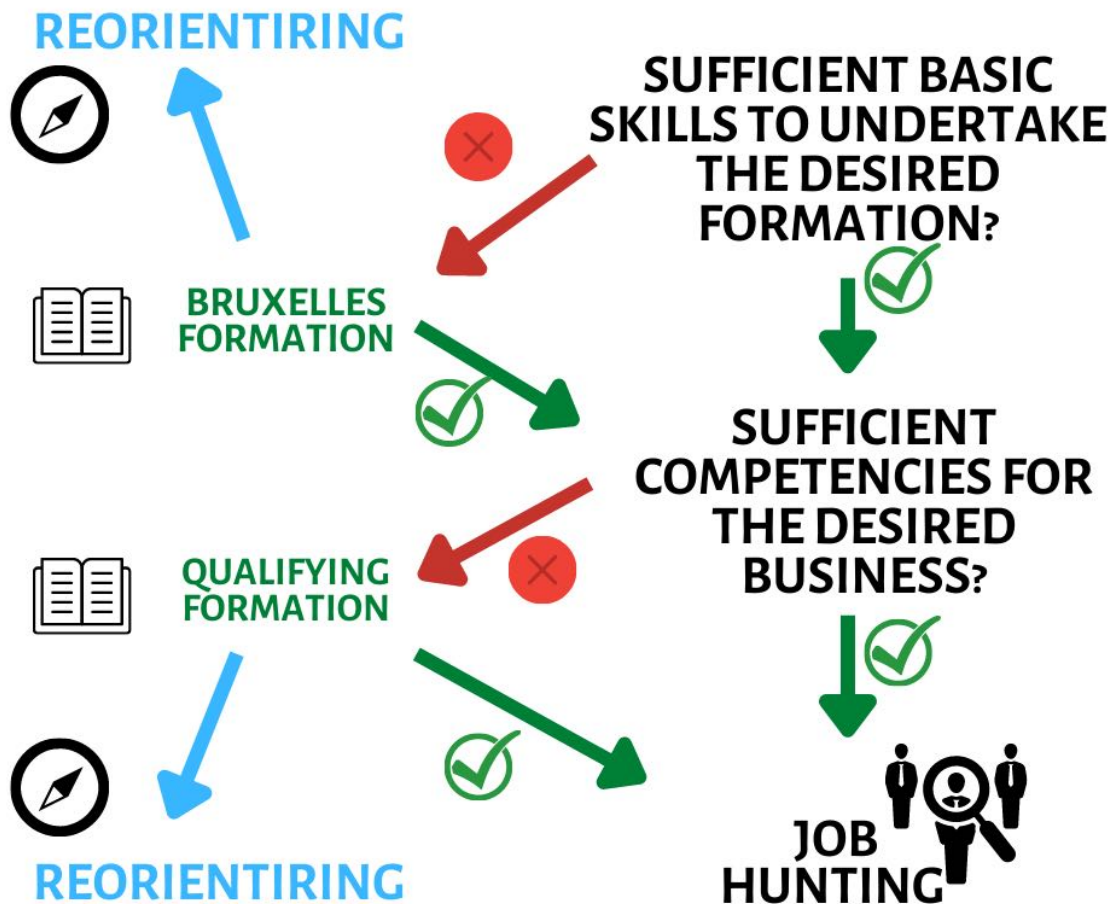 REORIENTIRING
SUFFICIENT BASIC
SKILLS TO UNDERTAKE
THE DESIRED
FORMATION?
BRUXELLES
FORMATION
SUFFICIENT
COMPETENCIES FOR
THE DESIRED
BUSINESS?
QUALIFYING
FORMATION
JOB
HUNTING
REORIENTIRING